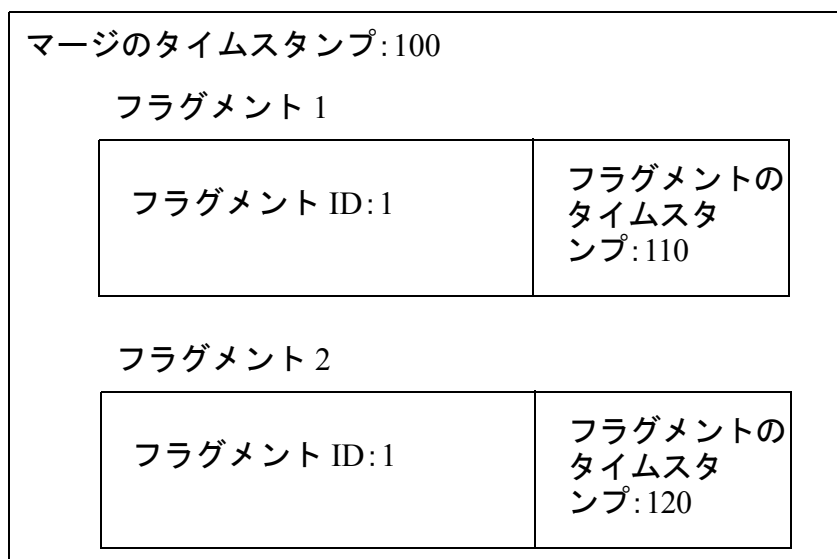 マージのタイムスタンプ:100
フラグメント 1
フラグメント ID:1
フラグメントの
タイムスタ
ンプ:110
フラグメント 2
フラグメント ID:1
フラグメントの
タイムスタ
ンプ:120